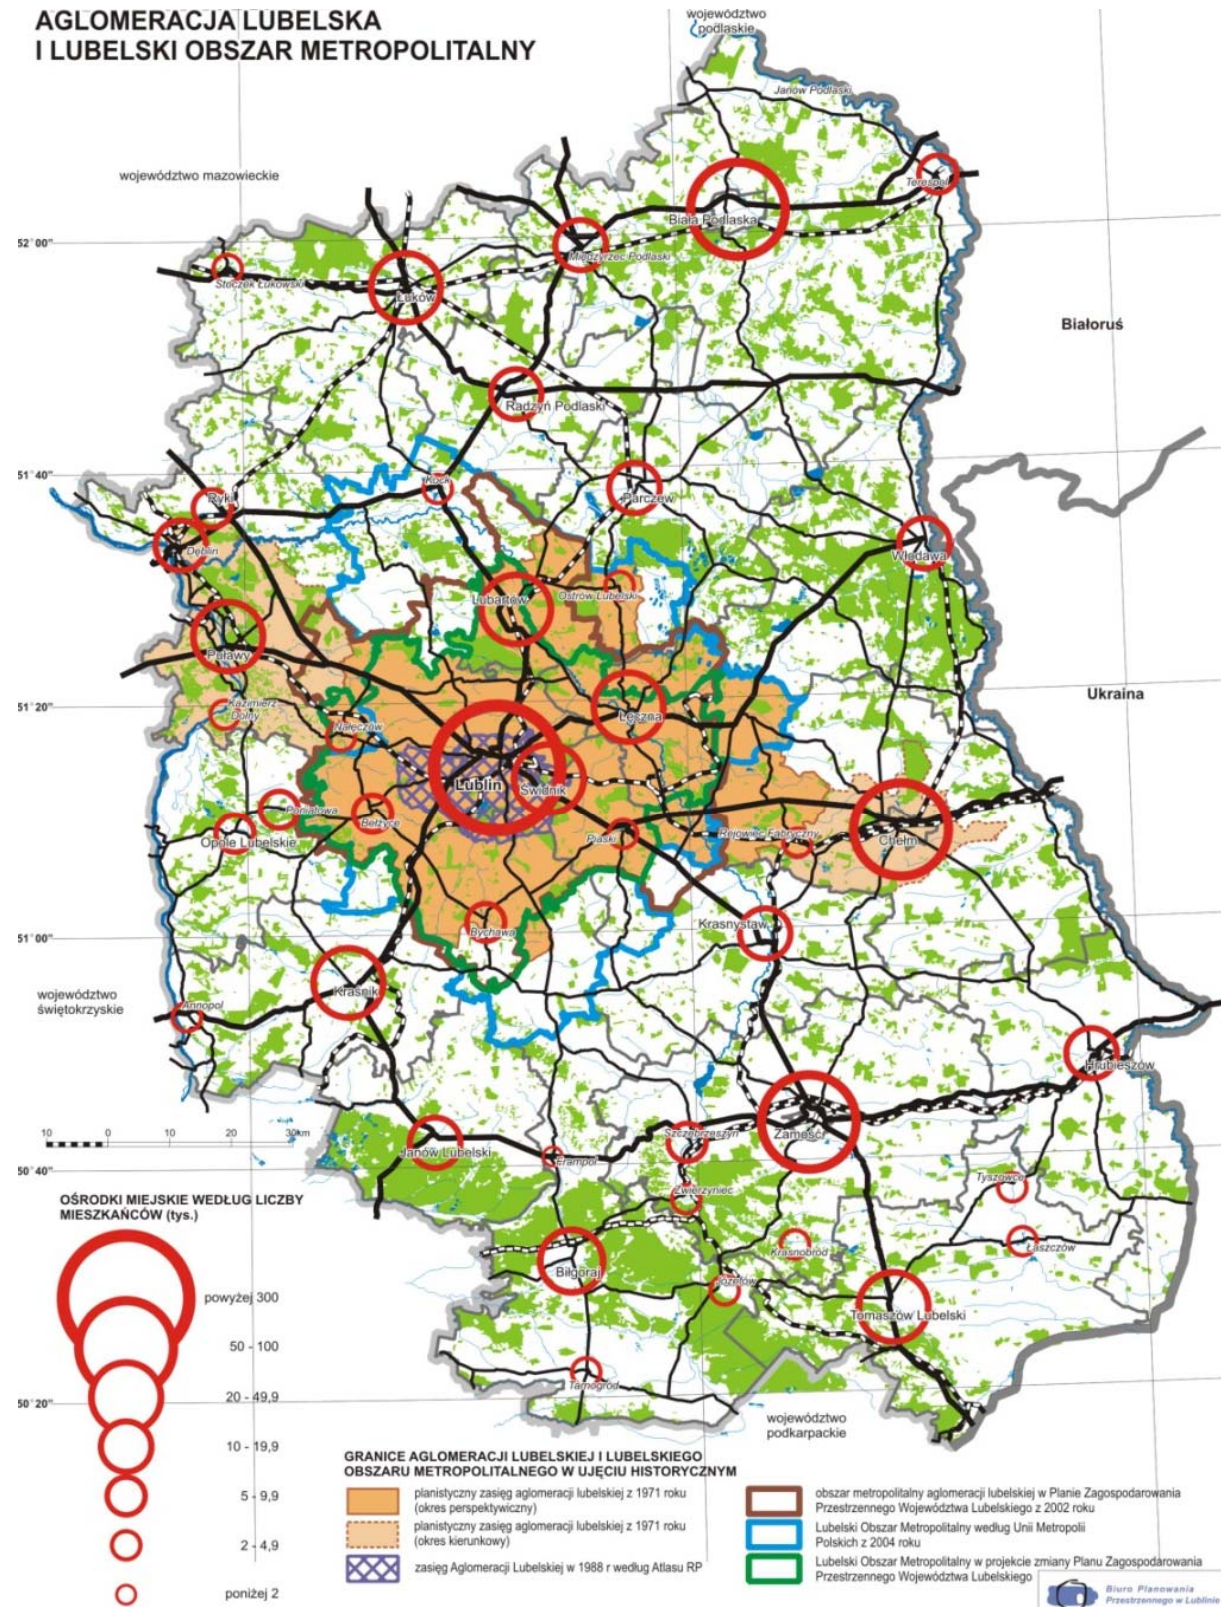 AGLOMERACJA LUBELSKA
I LUBELSKI OBSZAR METROPOLITALNY
województwo
podlaskie
Janów Podlaski
województwo mazowieckie
Terespol
Biała Podlaska
52°00"
Międzyrzec Podlaski
Stoczek Łukowski
Łuków
Białoruś
Radzyń Podlaski
51°40"
Kock
Ryki
Parczew
Dęblin
Włodawa
Ostrów Lubelski
Lubartów
Puławy
Ukraina
51°20"
Kazimierz
Dolny
Łęczna
Nałęczów
Lublin
Świdnik
Poniatowa
Bełżyce
Opole Lubelskie
Piaski
Rejowiec Fabryczny
Chełm
Krasnystaw
51°00"
Bychawa
województwo
świętokrzyskie
Kraśnik
Annopol
Hrubieszów
10 0 10 20 30km
Szczebrzeszyn
Zamość
Janów Lubelski
Frampol
50°40"
Zwierzyniec
Tyszowce
OŚRODKI MIEJSKIE WEDŁUG LICZBY
MIESZKAŃCÓW (tys.)
Krasnobród
Łaszczów
Biłgoraj
Józefów
powyżej 300
Tomaszów Lubelski
50 - 100
Tarnogród
20 - 49,9
50°20"
województwo
podkarpackie
10 - 19,9
5 - 9,9
2 - 4,9
poniżej 2
GRANICE AGLOMERACJI LUBELSKIEJ I LUBELSKIEGO
OBSZARU METROPOLITALNEGO W UJĘCIU HISTORYCZNYM
planistyczny zasięg aglomeracji lubelskiej z 1971 roku
(okres perspektywiczny)
planistyczny zasięg aglomeracji lubelskiej z 1971 roku
(okres kierunkowy)
zasięg Aglomeracji Lubelskiej w 1988 r według Atlasu RP
obszar metropolitalny aglomeracji lubelskiej w Planie Zagospodarowania
Przestrzennego Województwa Lubelskiego z 2002 roku
Lubelski Obszar Metropolitalny według Unii Metropolii
Polskich z 2004 roku
Lubelski Obszar Metropolitalny w projekcie zmiany Planu Zagospodarowania
Przestrzennego Województwa Lubelskiego
Biuro Planowania
Przestrzennego w Lublinie